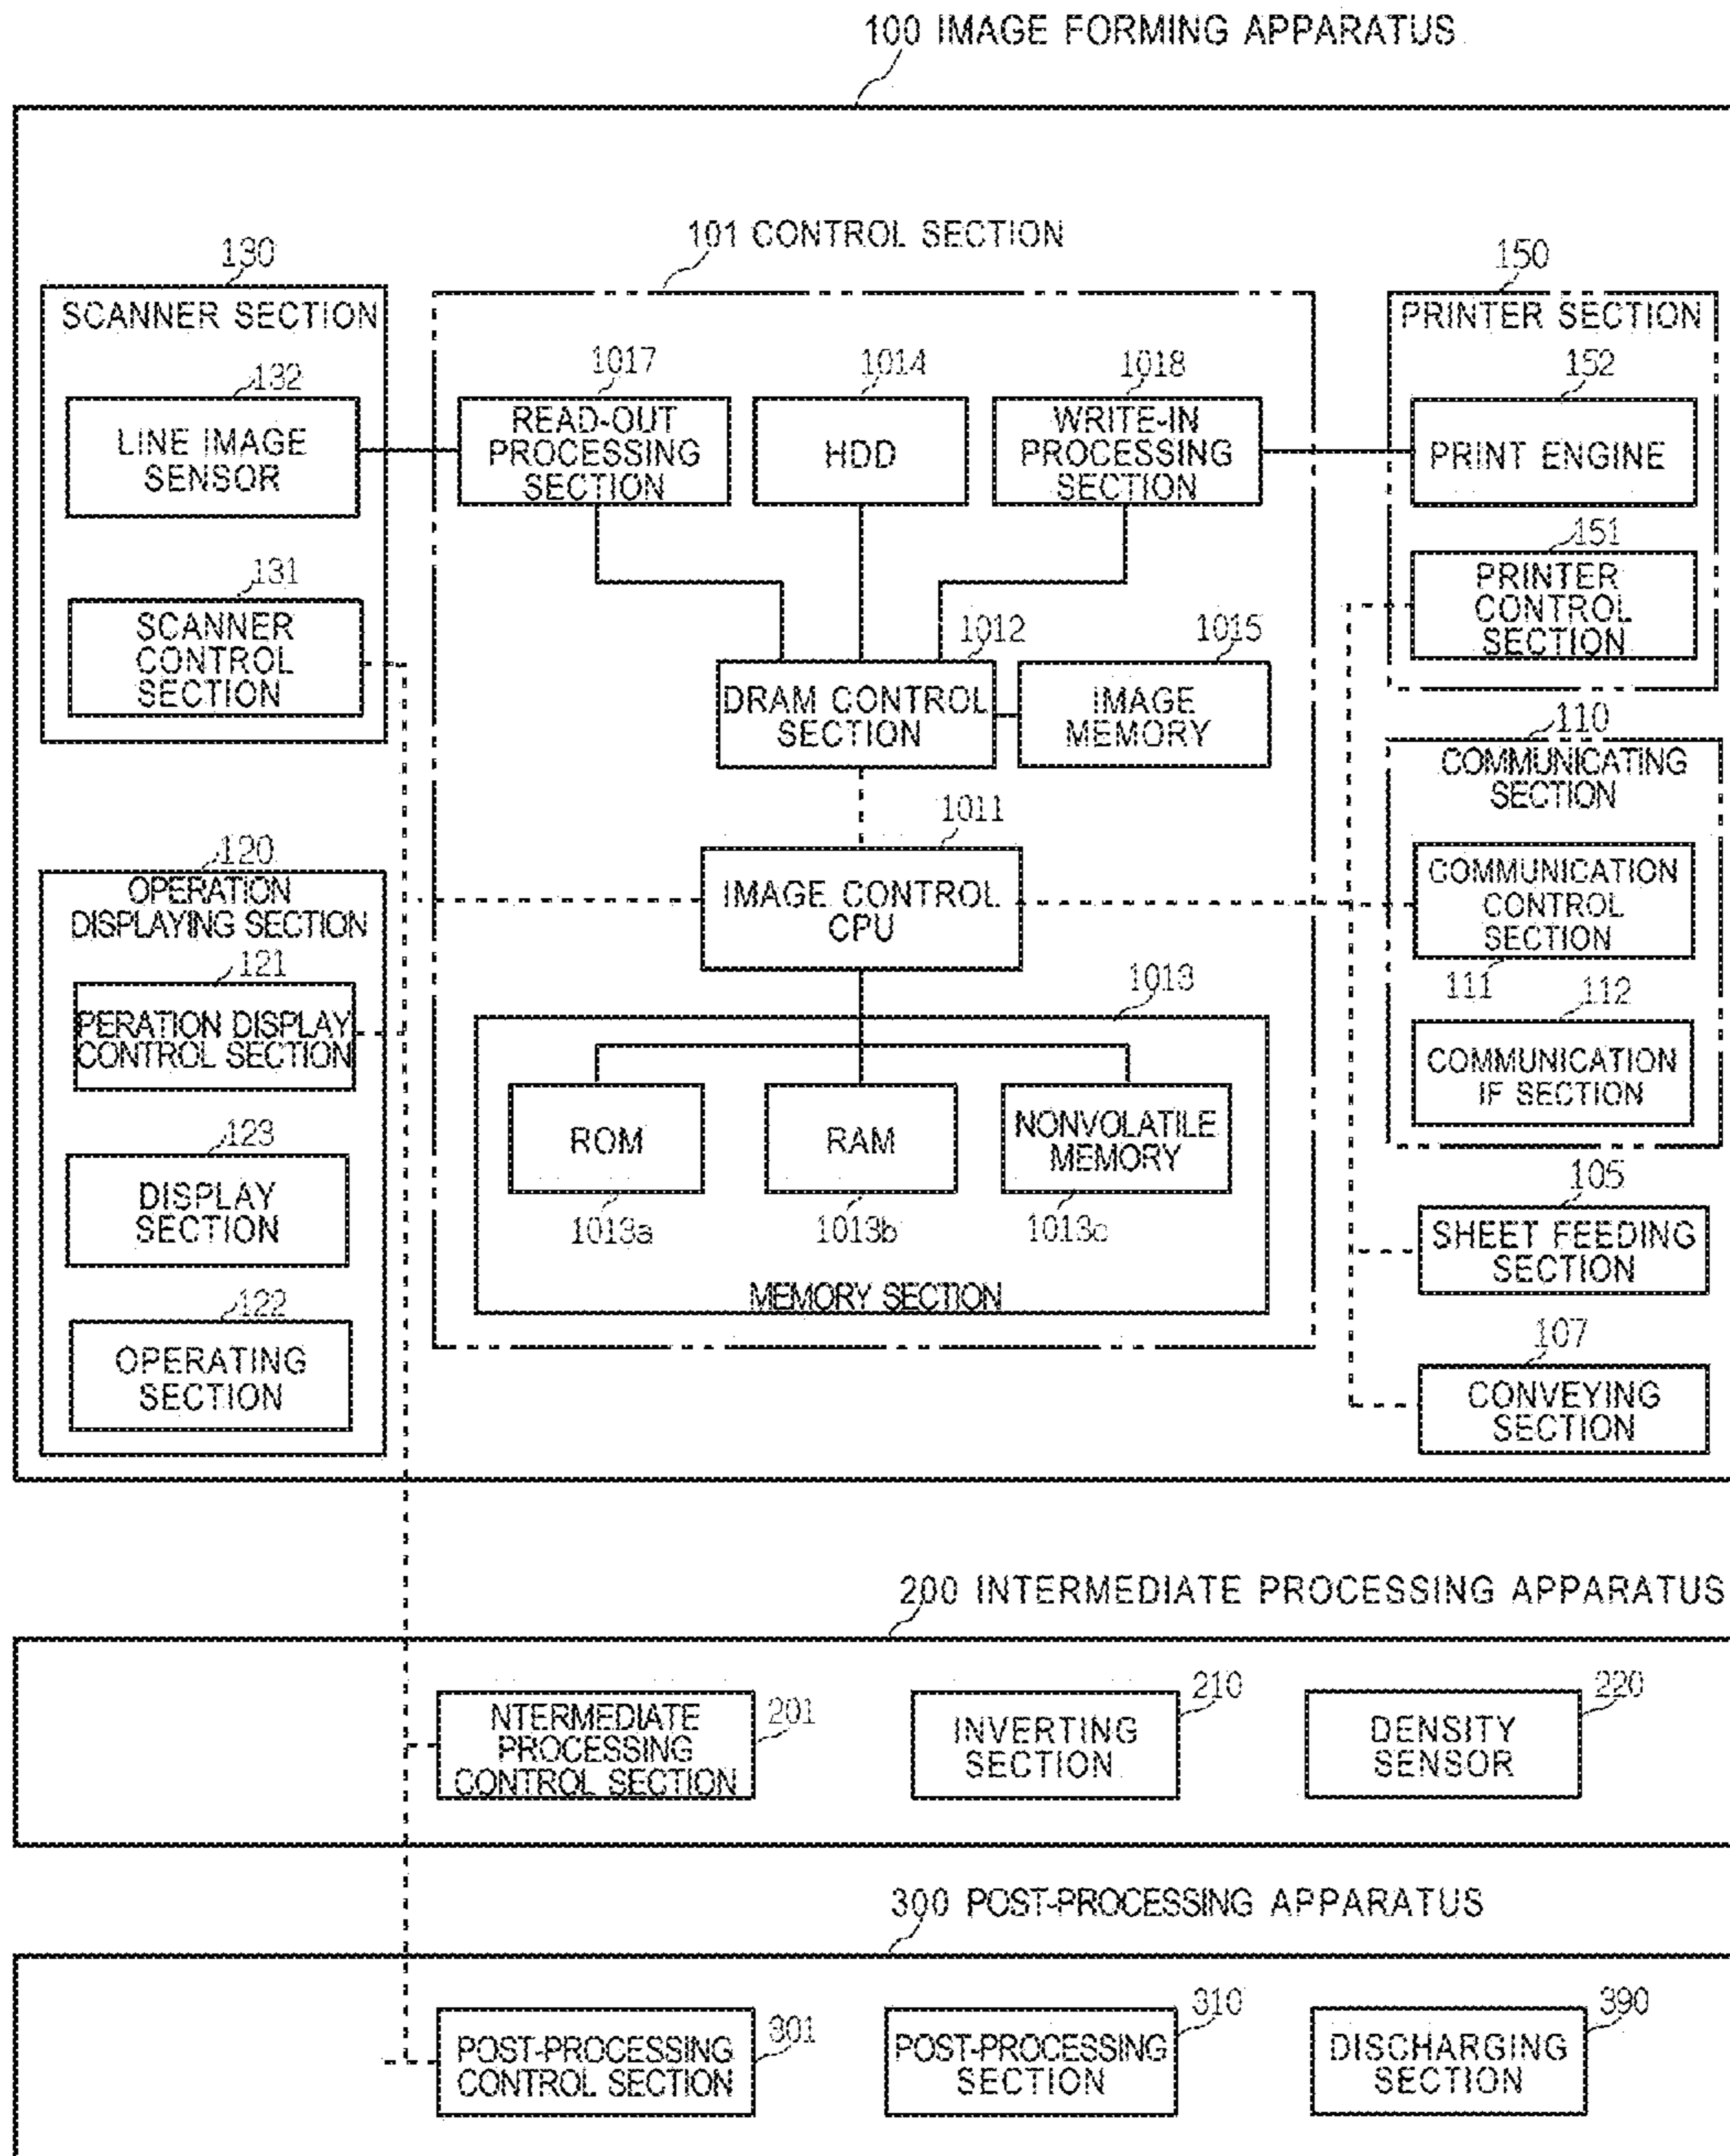 100 IMAGE FORMING APPARATUS
101 CONTROL SECTION
130
SCANNER SECTION
132
LINE IMAGE
SENSOR
131
SCANNER
CONTROL
SECTION
120
OPERATION
DISPLAYING SECTION
121
PERATION DISPLAY
CONTROL SECTION
123
DISPLAY
SECTION
122
OPERATING
SECTION
1017
READ-OUT
PROCESSING
SECTION
1014
HDD
1018
WRITE-IN
PROCESSING
SECTION
1012
DRAM CONTROL
SECTION
1015
IMAGE
MEMORY
1011
IMAGE CONTROL
CPU
1013
ROM
1013a
RAM
1013b
NONVOLATILE
MEMORY
1013c
MEMORY SECTION
150
PRINTER SECTION
152
PRINT ENGINE
151
PRINTER
CONTROL
SECTION
110
COMMUNICATING
SECTION
COMMUNICATION
CONTROL
SECTION
111
112
COMMUNICATION
IF SECTION
105
SHEET FEEDING
SECTION
107
CONVEYING
SECTION
200 INTERMEDIATE PROCESSING APPARATUS
NTERMEDIATE
PROCESSING
CONTROL SECTION
201
INVERTING
SECTION
210
DENSITY
SENSOR
220
300 POST-PROCESSING APPARATUS
POST-PROCESSING
CONTROL SECTION
301
POST-PROCESSING
SECTION
310
DISCHARGING
SECTION
390